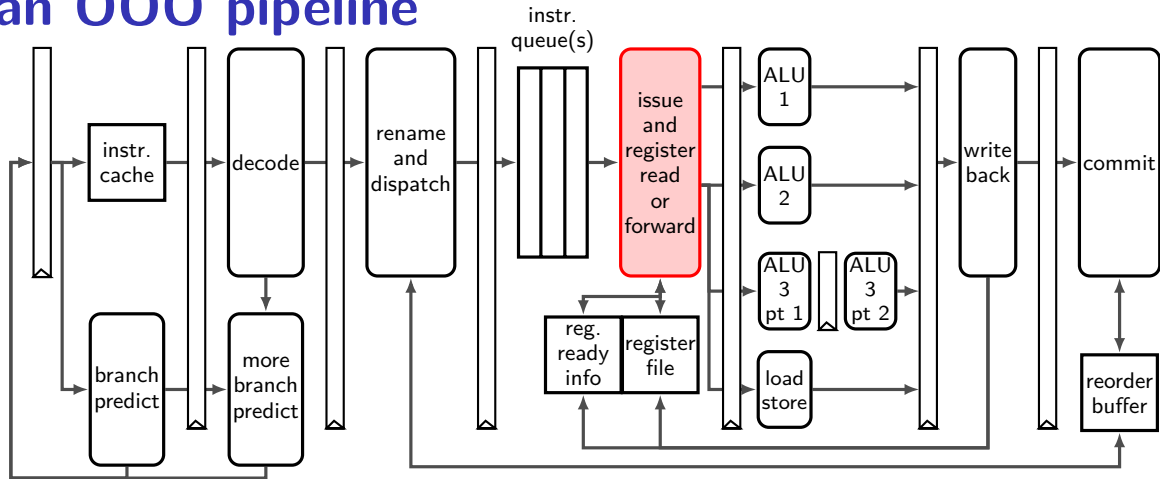 an OOO pipeline
instr.
queue(s)
instr.
cache
decode
rename
and
dispatch
issue
and
register
read
or
forward
ALU
1
ALU
2
ALU
3
pt 1
ALU
3
pt 2
load
store
write
back
commit
branch
predict
more
branch
predict
reg.
ready
info
register
file
reorder
buffer